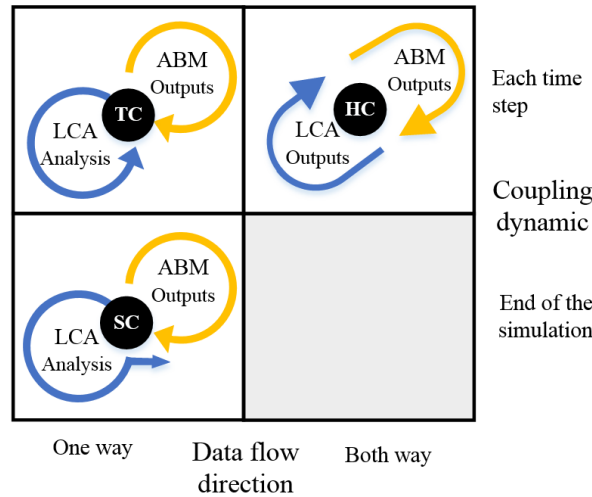 ABM
Outputs
TC
LCA
Analysis
ABM
Outputs
HC
LCA
Outputs
Each time
step
Coupling
dynamic
ABM
Outputs
SC
LCA
Analysis
End of the
simulation
One way
Data flow
direction
Both way